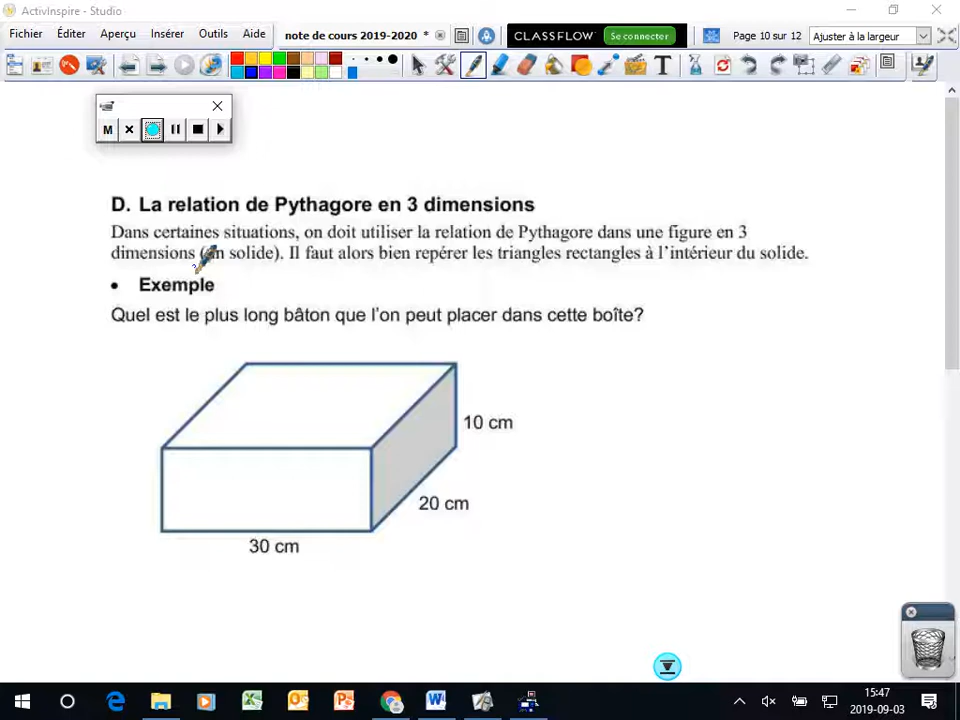 ActivInspire - Studio
Fichier Éditer Aperçu Insérer Outils Aide note de cours 2019-2020 * CLASSFLOW Se connecter Page 10 sur 12 Ajuster à la largeur
M
D. La relation de Pythagore en 3 dimensions
Dans certaines situations, on doit utiliser la relation de Pythagore dans une figure en 3
dimensions (un solide). Il faut alors bien repérer les triangles rectangles à l'intérieur du solide.
• Exemple
Quel est le plus long bâton que l'on peut placer dans cette boîte?
10 cm
20 cm
30 cm
15:47
2019-09-03